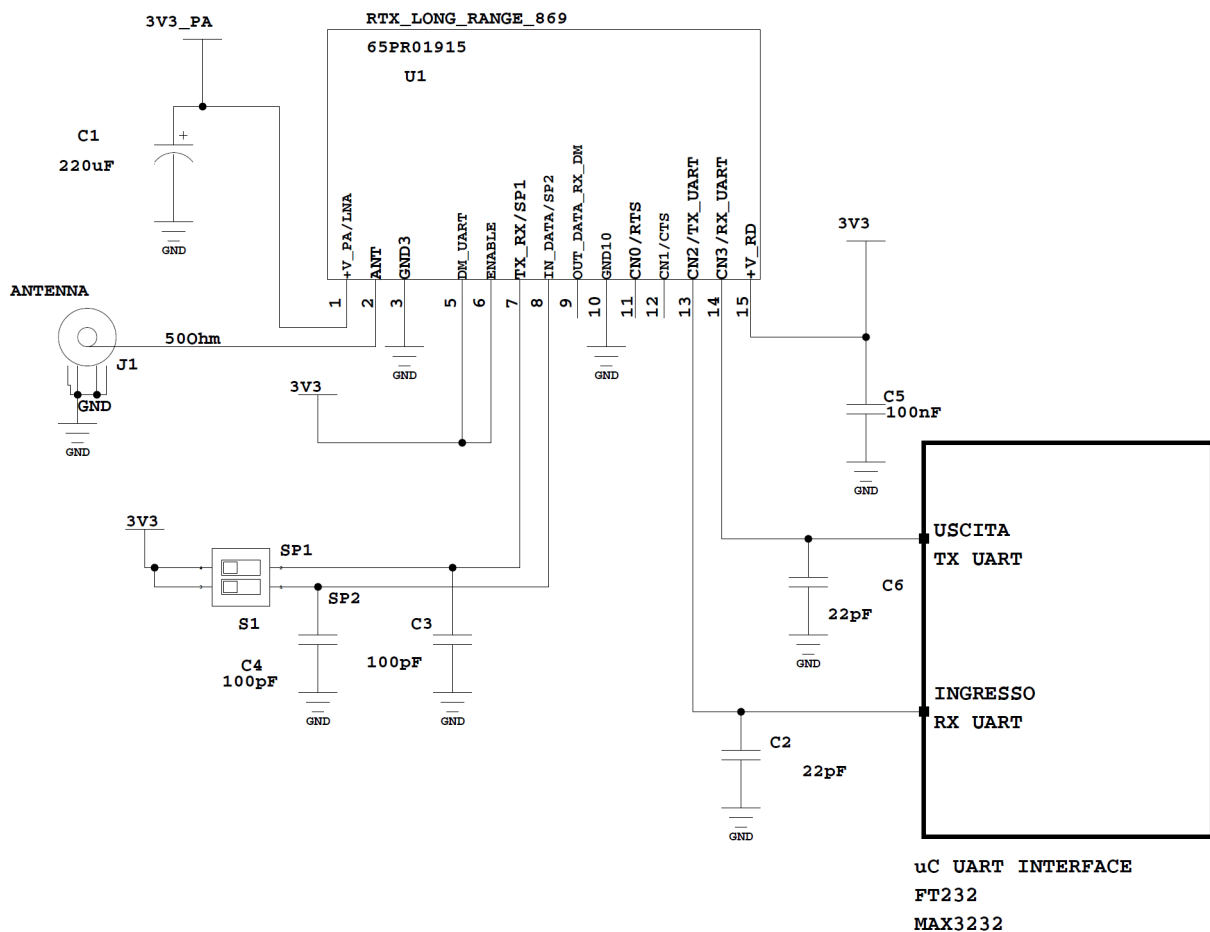 RTX_LONG_RANGE_869
3V3_PA
65PR01915
U1
C1
+
220uF
GND
+V_PA/LNA
ANT
GND3
DM_UART
ENABLE
TX_RX/SP1
IN_DATA/SP2
OUT_DATA_RX_DM
GND10
CN0/RTS
CN1/CTS
CN2/TX_UART
CN3/RX_UART
+V_RD
1
2
3
5
6
7
8
9
10
11
12
13
14
15
3V3
ANTENNA
50Ohm
J1
GND
GND
GND
GND
3V3
C5
100nF
GND
3V3
SP1
SP2
S1
C3
100pF
C4
100pF
GND
GND
USCITA
TX UART
C6
22pF
GND
INGRESSO
RX UART
C2
22pF
GND
uC UART INTERFACE
FT232
MAX3232